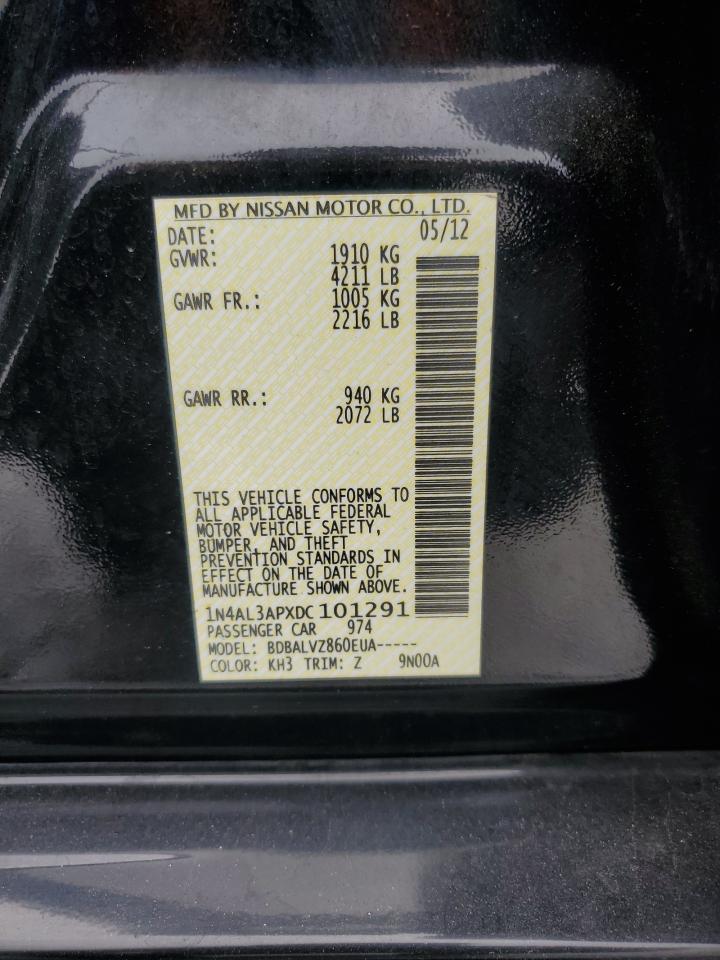 MFD BY NISSAN MOTOR CO., LTD.
DATE: 05/12
GVWR: 1910 KG
4211 LB
GAWR FR.: 1005 KG
2216 LB
GAWR RR.: 940 KG
2072 LB
THIS VEHICLE CONFORMS TO
ALL APPLICABLE FEDERAL
MOTOR VEHICLE SAFETY,
BUMPER, AND THEFT
PREVENTION STANDARDS IN
EFFECT ON THE DATE OF
MANUFACTURE SHOWN ABOVE.
1N4AL3APXDC101291
PASSENGER CAR 974
MODEL: BDBALVZ860EUA-----
COLOR: KH3 TRIM: Z 9N00A